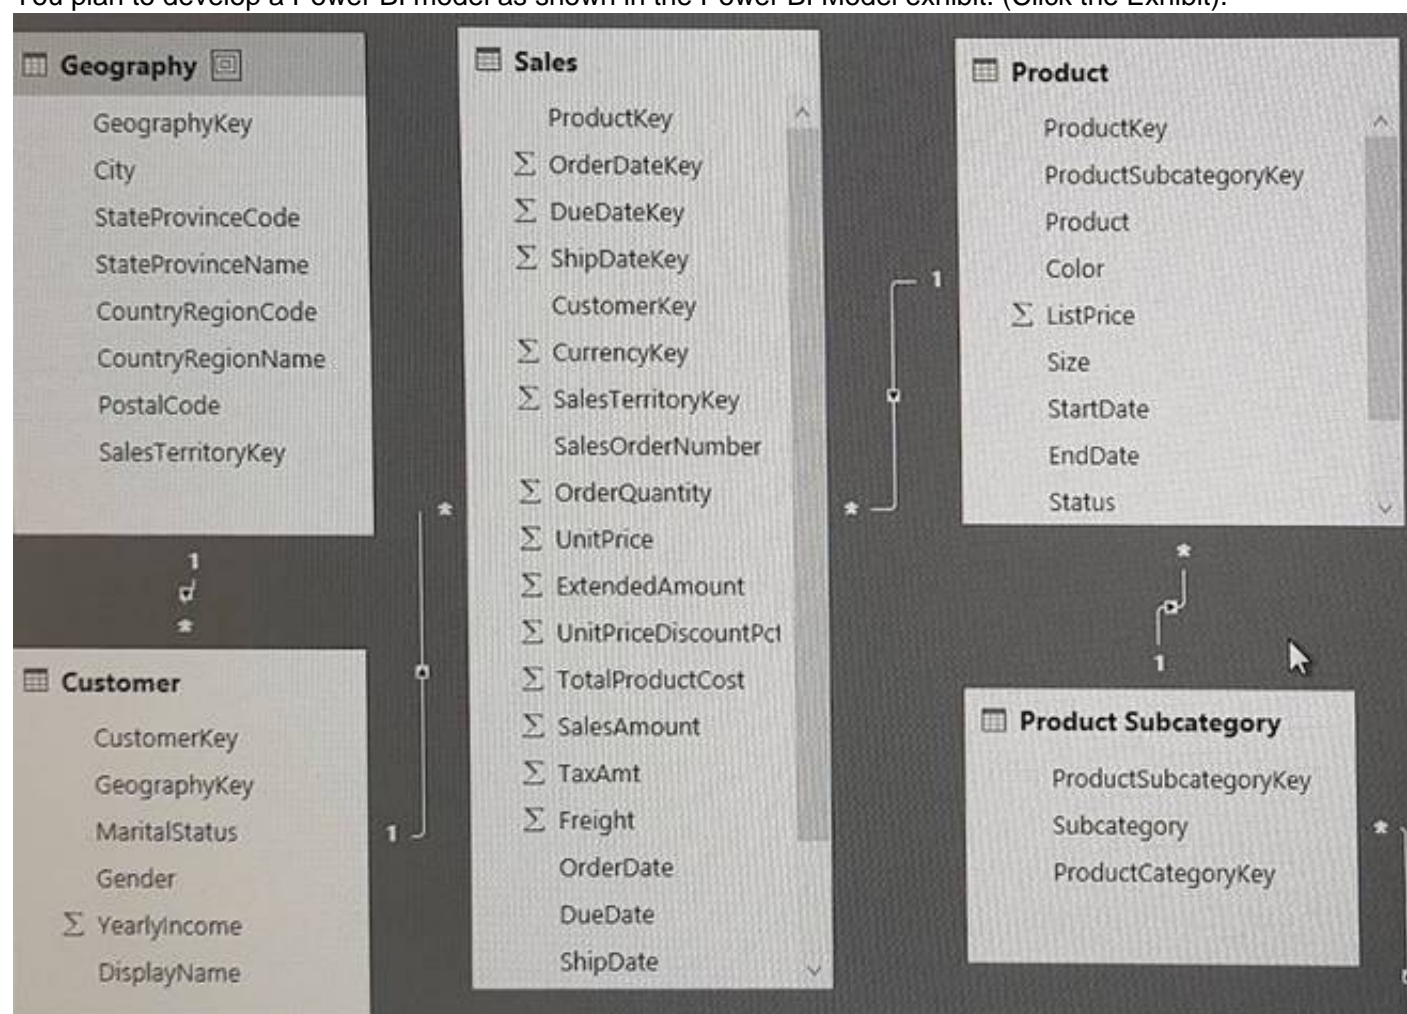 You plan to develop a Power BI model as shown in the Power BI Model exhibit. (Click the Exhibit).
Geography
GeographyKey
City
StateProvinceCode
StateProvinceName
CountryRegionCode
CountryRegionName
PostalCode
SalesTerritoryKey
1
*
Customer
CustomerKey
GeographyKey
MaritalStatus
Gender
Σ YearlyIncome
DisplayName
*
1
Sales
ProductKey
Σ OrderDateKey
Σ DueDateKey
Σ ShipDateKey
CustomerKey
Σ CurrencyKey
Σ SalesTerritoryKey
SalesOrderNumber
Σ OrderQuantity
Σ UnitPrice
Σ ExtendedAmount
Σ UnitPriceDiscountPct
Σ TotalProductCost
Σ SalesAmount
Σ TaxAmt
Σ Freight
OrderDate
DueDate
ShipDate
1
*
Product
ProductKey
ProductSubcategoryKey
Product
Color
Σ ListPrice
Size
StartDate
EndDate
Status
*
1
Product Subcategory
ProductSubcategoryKey
Subcategory
ProductCategoryKey
*